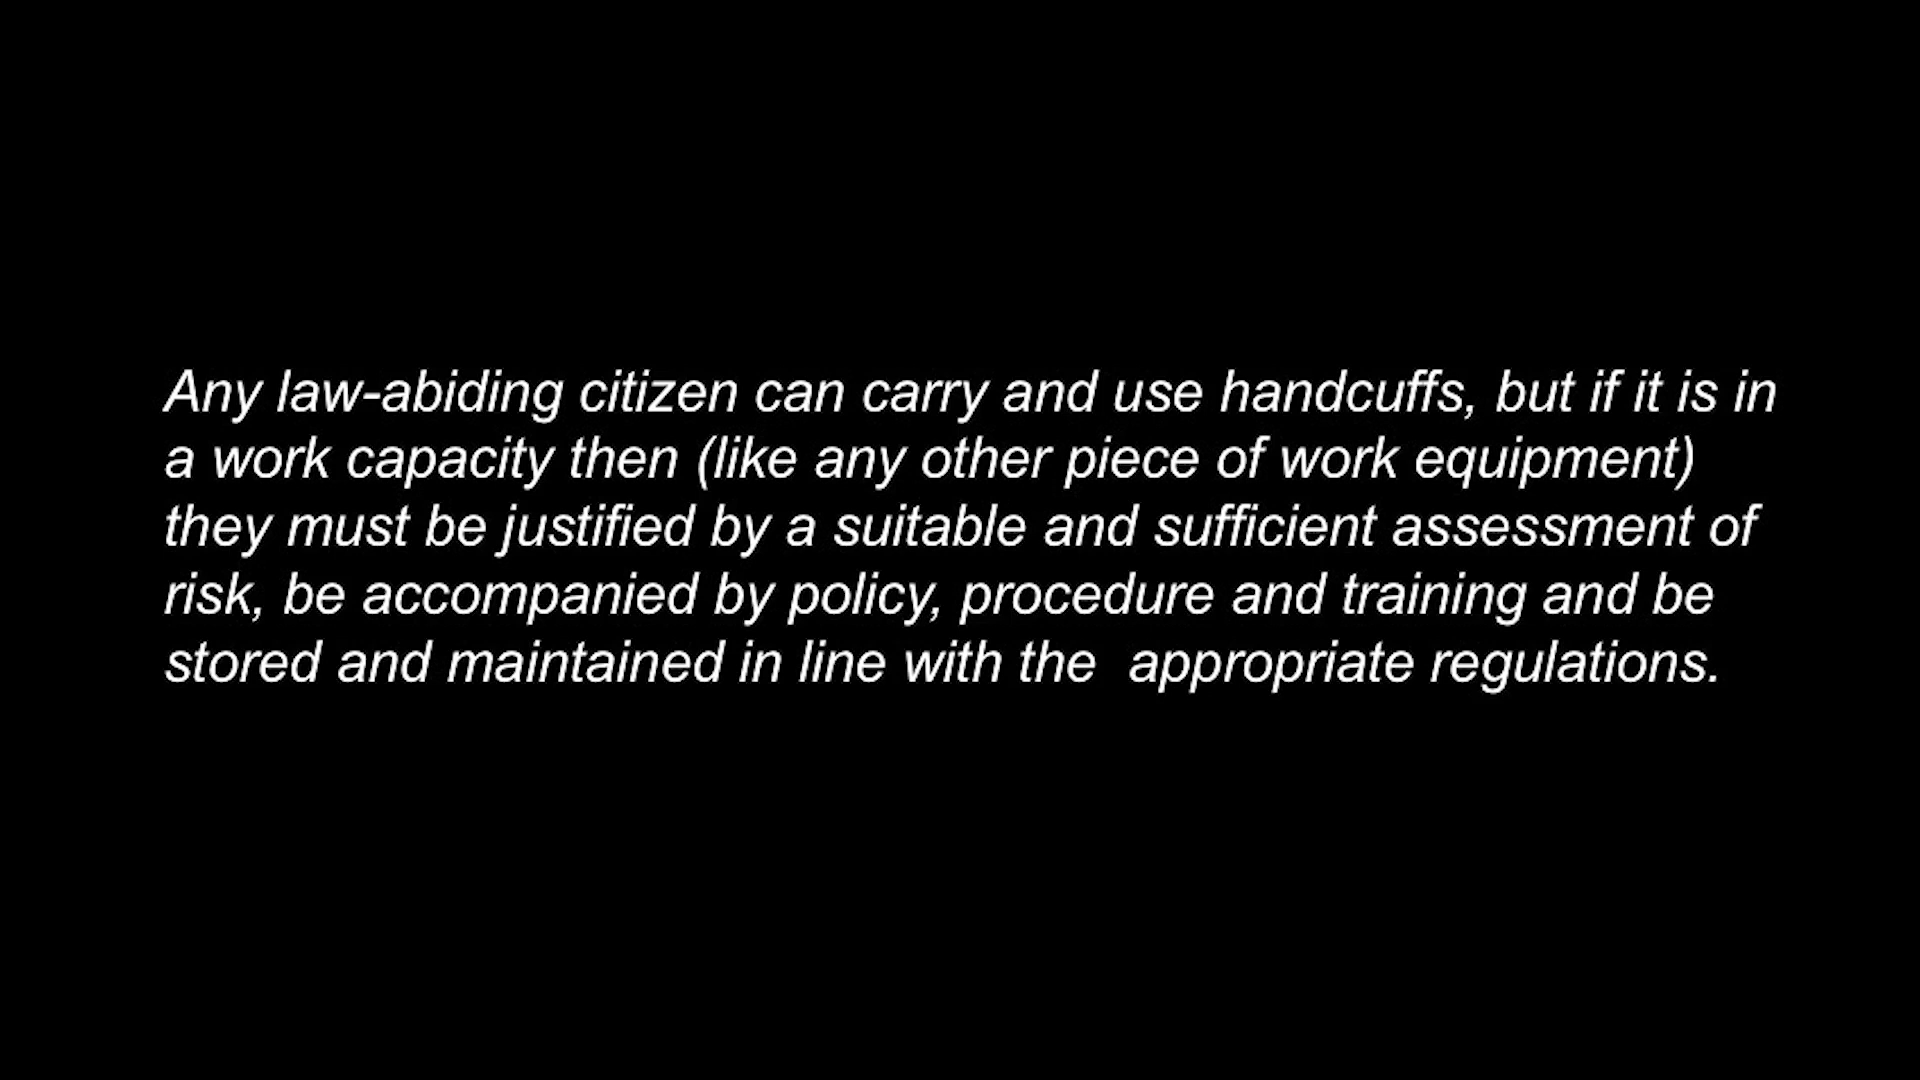 Any law-abiding citizen can carry and use handcuffs, but if it is in
a work capacity then (like any other piece of work equipment)
they must be justified by a suitable and sufficient assessment of
risk, be accompanied by policy, procedure and training and be
stored and maintained in line with the  appropriate regulations.